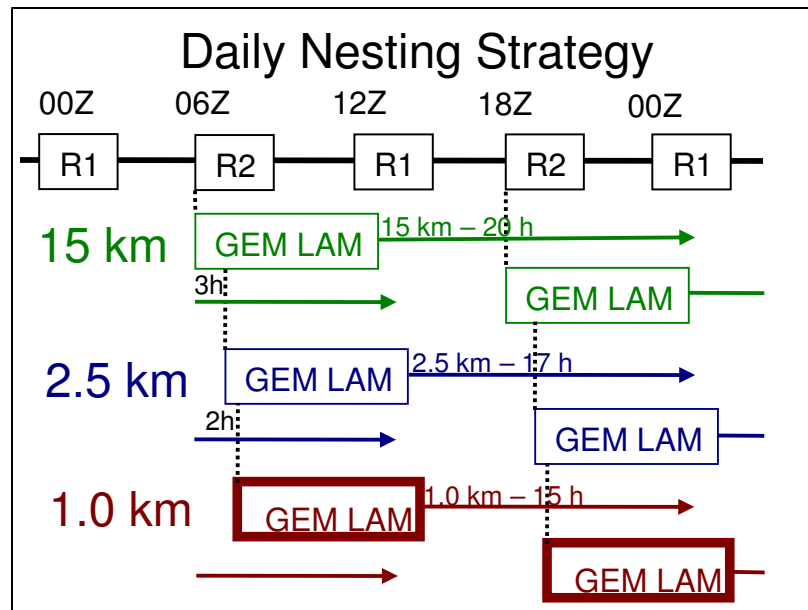 Daily Nesting Strategy
00Z 06Z 12Z 18Z 00Z
R1 R2 R1 R2 R1
15 km GEM LAM 15 km – 20 h
3h GEM LAM
2.5 km GEM LAM 2.5 km – 17 h
2h GEM LAM
1.0 km GEM LAM 1.0 km – 15 h
GEM LAM